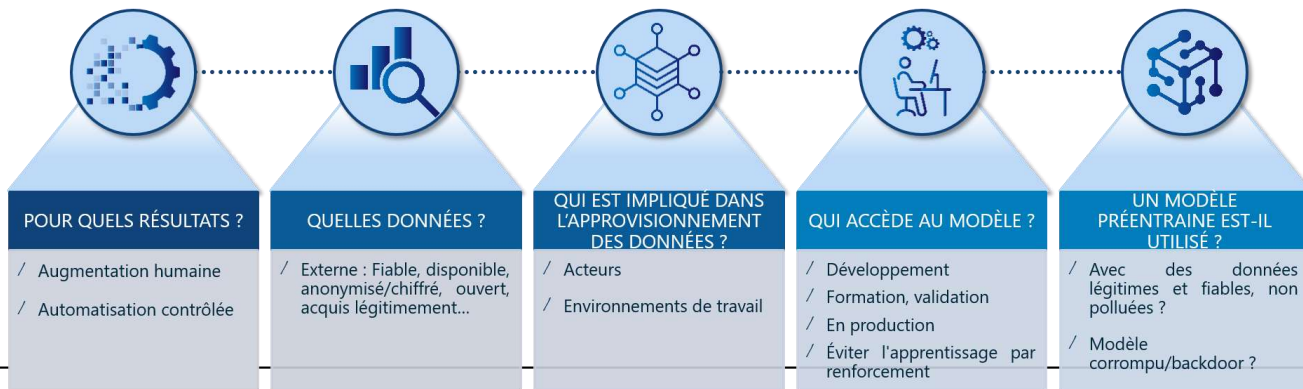 POUR QUELS RÉSULTATS ?
/ Augmentation humaine
/ Automatisation contrôlée
QUELLES DONNÉES ?
/ Externe : Fiable, disponible,
anonymisé/chiffré, ouvert,
acquis légitimement...
QUI EST IMPLIQUÉ DANS
L'APPROVISIONNEMENT
DES DONNÉES ?
/ Acteurs
/ Environnements de travail
QUI ACCÈDE AU MODÈLE ?
/ Développement
/ Formation, validation
/ En production
/ Éviter l'apprentissage par
renforcement
UN MODÈLE
PRÉENTRAINE EST-IL
UTILISÉ ?
/ Avec des données
légitimes et fiables, non
polluées ?
/ Modèle
corrompu/backdoor ?